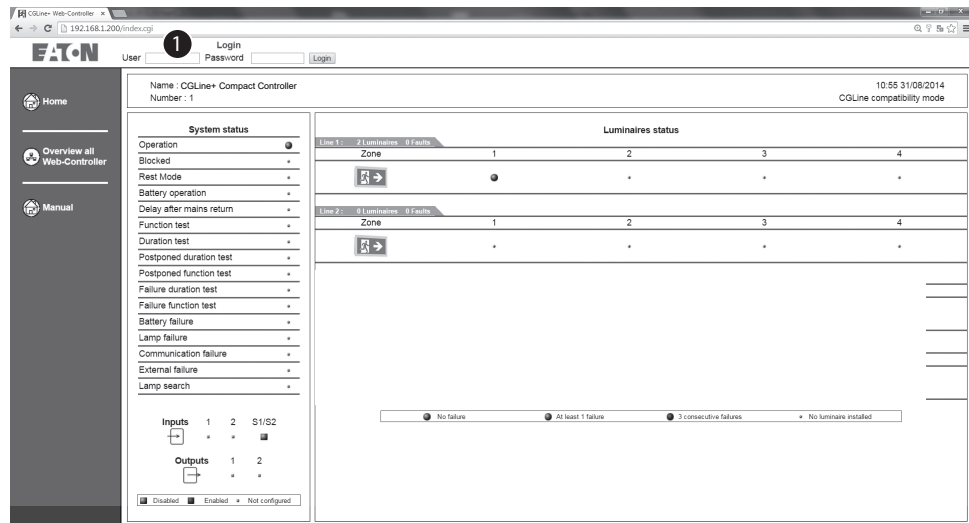 CGLine+ Web-Controller
192.168.1.200/index.cgi
EATON
1
Login
User Password Login
Home
Overview all
Web-Controller
Manual
Name : CGLine+ Compact Controller
Number : 1
10:55 31/08/2014
CGLine compatibility mode
System status
Operation
Blocked
Rest Mode
Battery operation
Delay after mains return
Function test
Duration test
Postponed duration test
Postponed function test
Failure duration test
Failure function test
Battery failure
Lamp failure
Communication failure
External failure
Lamp search
Inputs 1 2 S1/S2
Outputs 1 2
Disabled Enabled Not configured
Luminaires status
Line 1 : 2 Luminaires 0 Faults
Zone 1 2 3 4
Line 2 : 0 Luminaires 0 Faults
Zone 1 2 3 4
No failure At least 1 failure 3 consecutive failures No luminaire installed